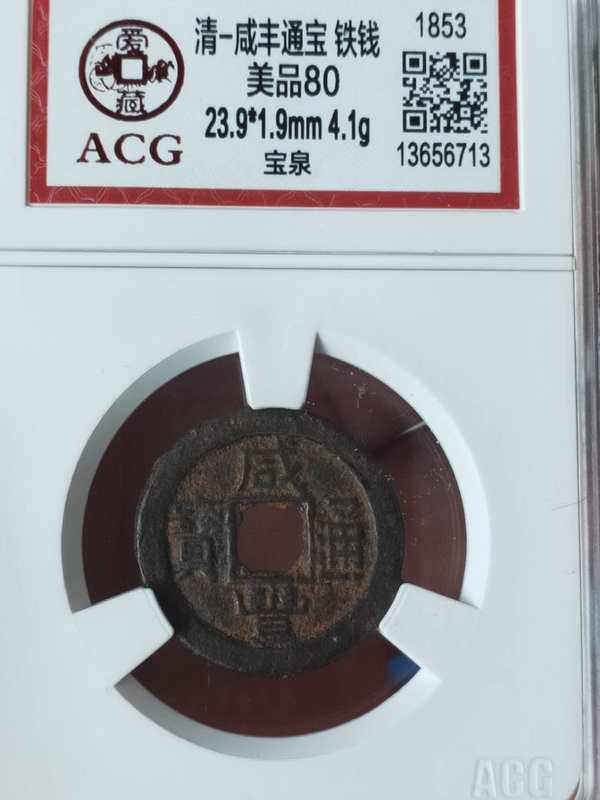 爱藏
ACG
清-咸丰通宝 铁钱
美品80
23.9*1.9mm 4.1g
宝泉
1853
13656713
咸豐通寶
ACG